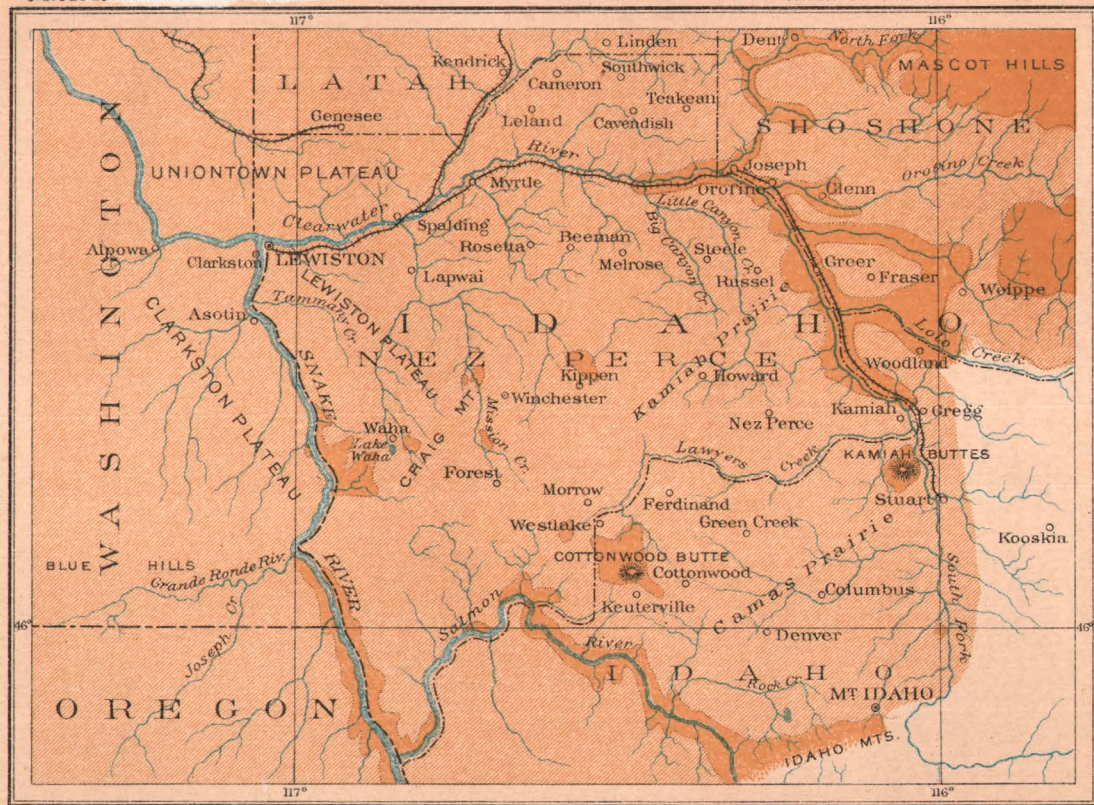 117°
116°
Linden
Dent
North Fork
MASCOT HILLS
Kendrick
Southwick
Cameron
LATAH
Teakean
Genesee
Leland
Cavendish
SHOSHONE
WASHINGTON
River
Joseph
Orofino Creek
UNIONTOWN PLATEAU
Myrtle
Orofino
Glenn
Clearwater
Spalding
Little Canyon Cr.
Big Canyon Cr.
Alpowa
Rosetta
Beeman
Steele
Clarkston
LEWISTON
Melrose
Greer
Lapwai
Russel
Fraser
Weippe
LEWISTON PLATEAU
Tammany Cr.
Asotin
CLARKSTON PLATEAU
IDAHO
Lolo Creek
NEZ PERCE
Woodland
SNAKE
Kippen
Kamiah Prairie
Howard
CRAIG MT.
Winchester
Mission Cr.
Kamiah
Gregg
Nez Perce
Waha
Lake Waha
Lawyers Creek
KAMIAH BUTTES
Forest
Morrow
Ferdinand
Stuart
Westlake
Green Creek
Kooskia
RIVER
COTTONWOOD BUTTE
Camas Prairie
BLUE HILLS
Grande Ronde Riv.
Cottonwood
Keuterville
Columbus
South Fork
Salmon
46°
46°
Denver
Joseph Cr.
River
IDAHO
Rock Cr.
OREGON
MT IDAHO
IDAHO MTS.
117°
116°